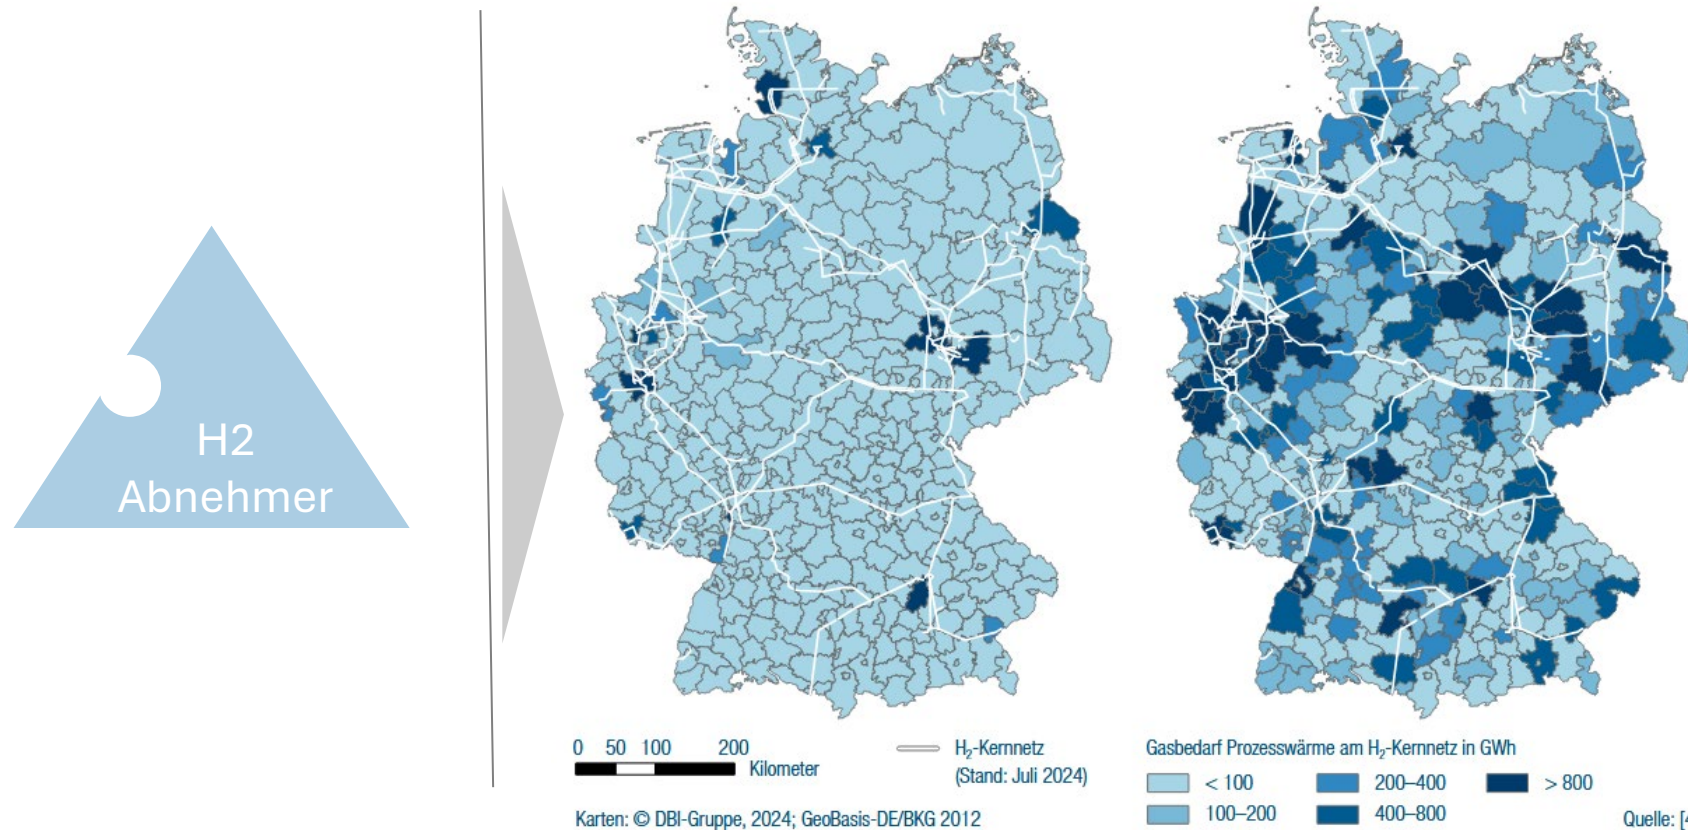 H2
Abnehmer
0 50 100 200
Kilometer
H₂-Kernnetz
(Stand: Juli 2024)
Karten: © DBI-Gruppe, 2024; GeoBasis-DE/BKG 2012
Gasbedarf Prozesswärme am H₂-Kernnetz in GWh
< 100
200–400
> 800
100–200
400–800
Quelle: [4